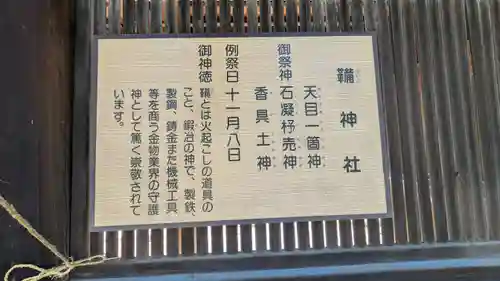 鞴神社
御祭神
天目一箇神
石凝杼売神
香具土神
例祭日 十一月八日
御神徳
鞴とは火起こしの道具の
こと、鍛冶の神で、製鉄、
製鋼、鋳金また機械工具
等を商う金物業界の守護
神として篤く崇敬されて
います。